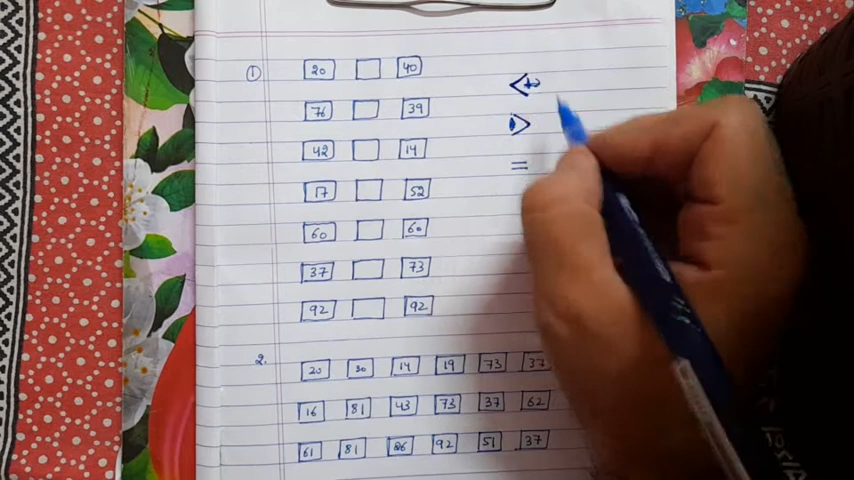 ① 20 40 <
76 39 >
42 14 =
17 52
60 60
37 73
92 92
2. 20 30 14 19 73 37
16 81 43 73 37 62
61 81 26 92 51 37